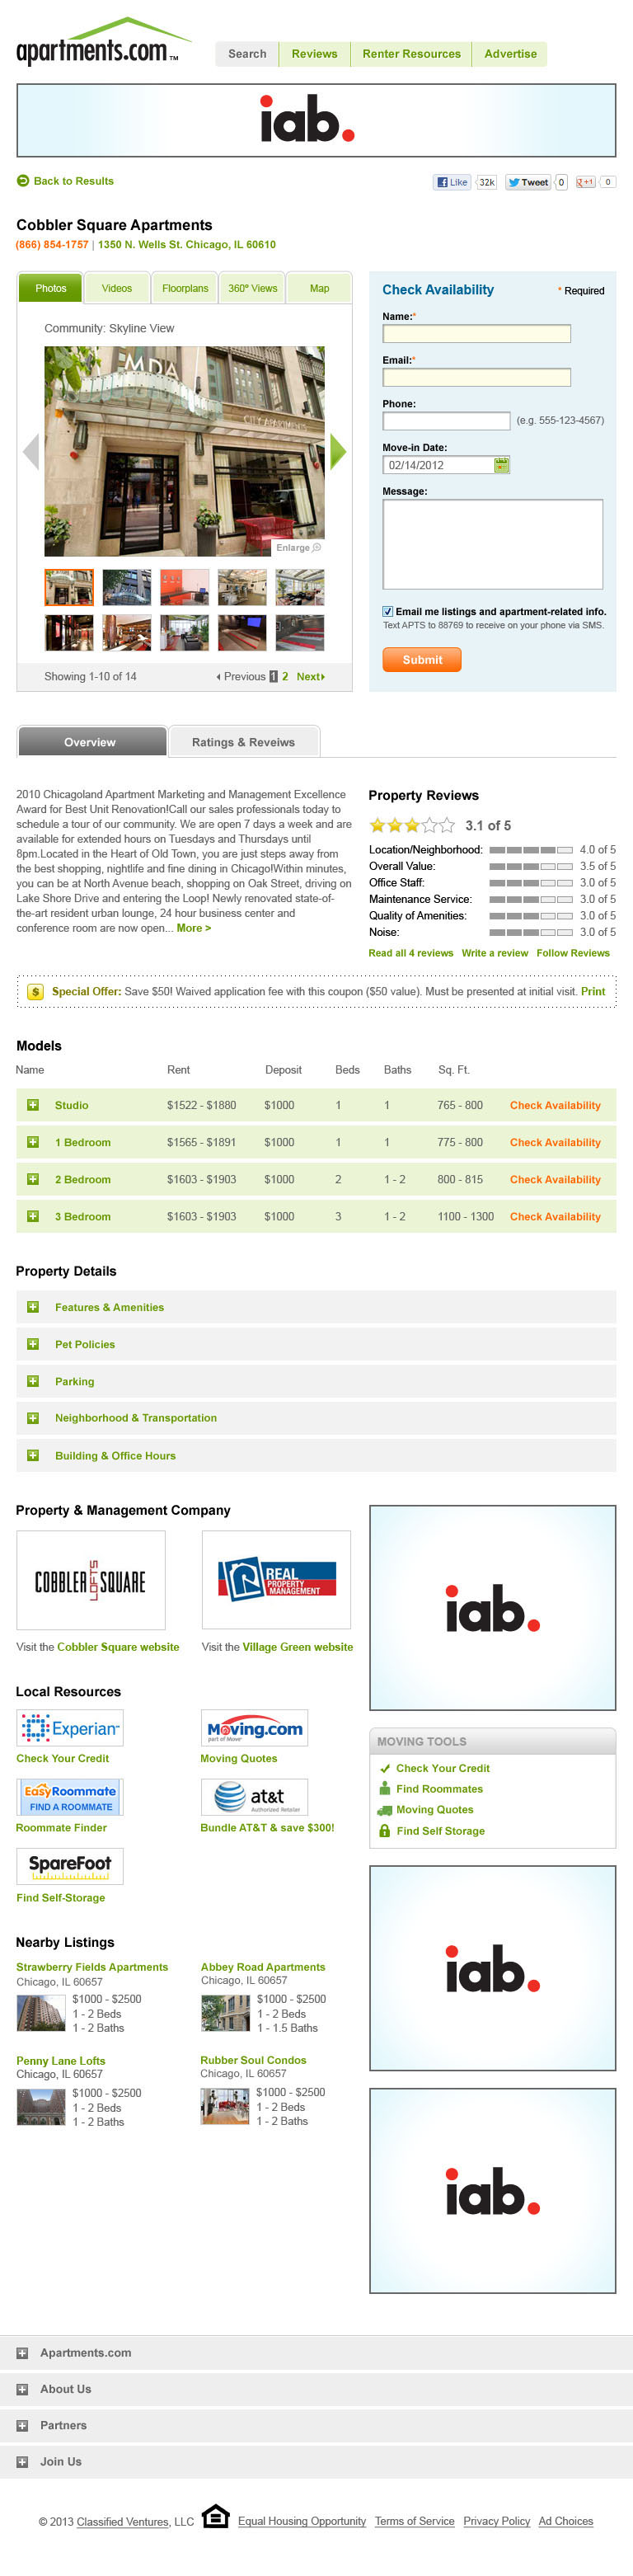 apartments.com™
Search Reviews Renter Resources Advertise
iab.
Back to Results
Like 32k Tweet 0 +1 0
Cobbler Square Apartments
(866) 854-1757 | 1350 N. Wells St. Chicago, IL 60610
Photos Videos Floorplans 360º Views Map
Community: Skyline View
MDA
CITY APARTMENTS
Enlarge
Showing 1-10 of 14
Previous 1 2 Next
Check Availability
* Required
Name:*
Email:*
Phone:
(e.g. 555-123-4567)
Move-in Date:
02/14/2012
Message:
Email me listings and apartment-related info.
Text APTS to 88769 to receive on your phone via SMS.
Submit
Overview Ratings & Reveiws
2010 Chicagoland Apartment Marketing and Management Excellence
Award for Best Unit Renovation!Call our sales professionals today to
schedule a tour of our community. We are open 7 days a week and are
available for extended hours on Tuesdays and Thursdays until
8pm.Located in the Heart of Old Town, you are just steps away from
the best shopping, nightlife and fine dining in Chicago!Within minutes,
you can be at North Avenue beach, shopping on Oak Street, driving on
Lake Shore Drive and entering the Loop! Newly renovated state-of-
the-art resident urban lounge, 24 hour business center and
conference room are now open... More >
Property Reviews
3.1 of 5
Location/Neighborhood: 4.0 of 5
Overall Value: 3.5 of 5
Office Staff: 3.0 of 5
Maintenance Service: 3.0 of 5
Quality of Amenities: 3.0 of 5
Noise: 3.0 of 5
Read all 4 reviews Write a review Follow Reviews
$ Special Offer: Save $50! Waived application fee with this coupon ($50 value). Must be presented at initial visit. Print
Models
Name Rent Deposit Beds Baths Sq. Ft.
Studio $1522 - $1880 $1000 1 1 765 - 800 Check Availability
1 Bedroom $1565 - $1891 $1000 1 1 775 - 800 Check Availability
2 Bedroom $1603 - $1903 $1000 2 1 - 2 800 - 815 Check Availability
3 Bedroom $1603 - $1903 $1000 3 1 - 2 1100 - 1300 Check Availability
Property Details
Features & Amenities
Pet Policies
Parking
Neighborhood & Transportation
Building & Office Hours
Property & Management Company
COBBLER LOFTS SQUARE
REAL
PROPERTY
MANAGEMENT
Visit the Cobbler Square website
Visit the Village Green website
Local Resources
Experian
Check Your Credit
Moving.com
part of Move
Moving Quotes
EasyRoommate
FIND A ROOMMATE
Roommate Finder
at&t
Authorized Retailer
Bundle AT&T & save $300!
SpareFoot
Find Self-Storage
Nearby Listings
Strawberry Fields Apartments
Chicago, IL 60657
$1000 - $2500
1 - 2 Beds
1 - 2 Baths
Abbey Road Apartments
Chicago, IL 60657
$1000 - $2500
1 - 2 Beds
1 - 1.5 Baths
Penny Lane Lofts
Chicago, IL 60657
$1000 - $2500
1 - 2 Beds
1 - 2 Baths
Rubber Soul Condos
Chicago, IL 60657
$1000 - $2500
1 - 2 Beds
1 - 2 Baths
iab.
MOVING TOOLS
Check Your Credit
Find Roommates
Moving Quotes
Find Self Storage
iab.
iab.
Apartments.com
About Us
Partners
Join Us
© 2013 Classified Ventures, LLC Equal Housing Opportunity Terms of Service Privacy Policy Ad Choices